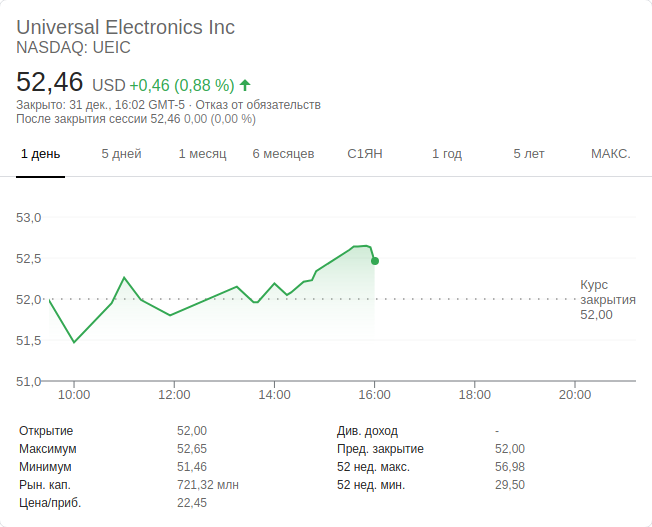 Universal Electronics Inc
NASDAQ: UEIC
52,46 USD +0,46 (0,88 %)
Закрыто: 31 дек., 16:02 GMT-5 · Отказ от обязательств
После закрытия сессии 52,46 0,00 (0,00 %)
1 день 5 дней 1 месяц 6 месяцев С1ЯН 1 год 5 лет МАКС.
53,0
52,5
52,0
51,5
51,0
Курс
закрытия
52,00
10:00 12:00 14:00 16:00 18:00 20:00
Открытие 52,00 Див. доход -
Максимум 52,65 Пред. закрытие 52,00
Минимум 51,46 52 нед. макс. 56,98
Рын. кап. 721,32 млн 52 нед. мин. 29,50
Цена/приб. 22,45